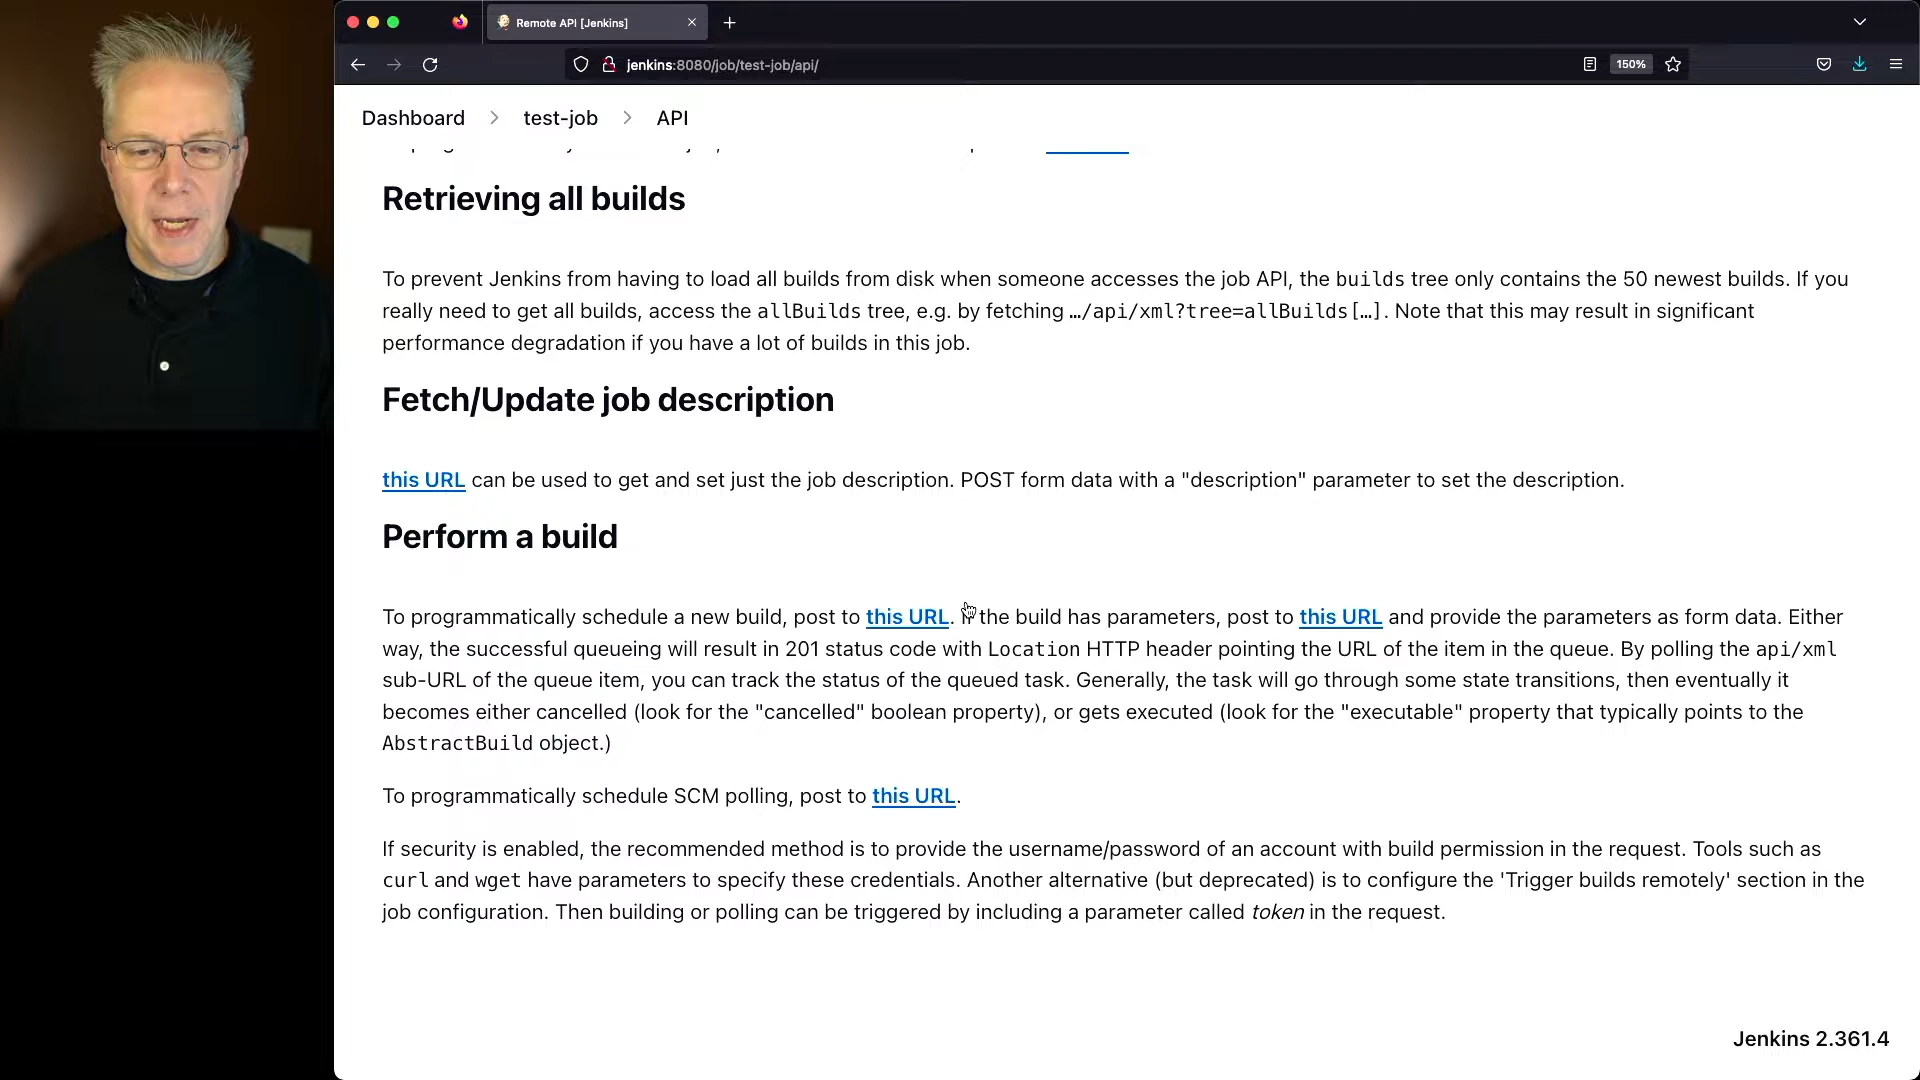 Remote API [Jenkins]
jenkins:8080/job/test-job/api/
150%
Dashboard
test-job
API
Retrieving all builds
To prevent Jenkins from having to load all builds from disk when someone accesses the job API, the builds tree only contains the 50 newest builds. If you
really need to get all builds, access the allBuilds tree, e.g. by fetching …/api/xml?tree=allBuilds[…]. Note that this may result in significant
performance degradation if you have a lot of builds in this job.
Fetch/Update job description
this URL can be used to get and set just the job description. POST form data with a "description" parameter to set the description.
Perform a build
To programmatically schedule a new build, post to this URL. If the build has parameters, post to this URL and provide the parameters as form data. Either
way, the successful queueing will result in 201 status code with Location HTTP header pointing the URL of the item in the queue. By polling the api/xml
sub-URL of the queue item, you can track the status of the queued task. Generally, the task will go through some state transitions, then eventually it
becomes either cancelled (look for the "cancelled" boolean property), or gets executed (look for the "executable" property that typically points to the
AbstractBuild object.)
To programmatically schedule SCM polling, post to this URL.
If security is enabled, the recommended method is to provide the username/password of an account with build permission in the request. Tools such as
curl and wget have parameters to specify these credentials. Another alternative (but deprecated) is to configure the 'Trigger builds remotely' section in the
job configuration. Then building or polling can be triggered by including a parameter called token in the request.
Jenkins 2.361.4